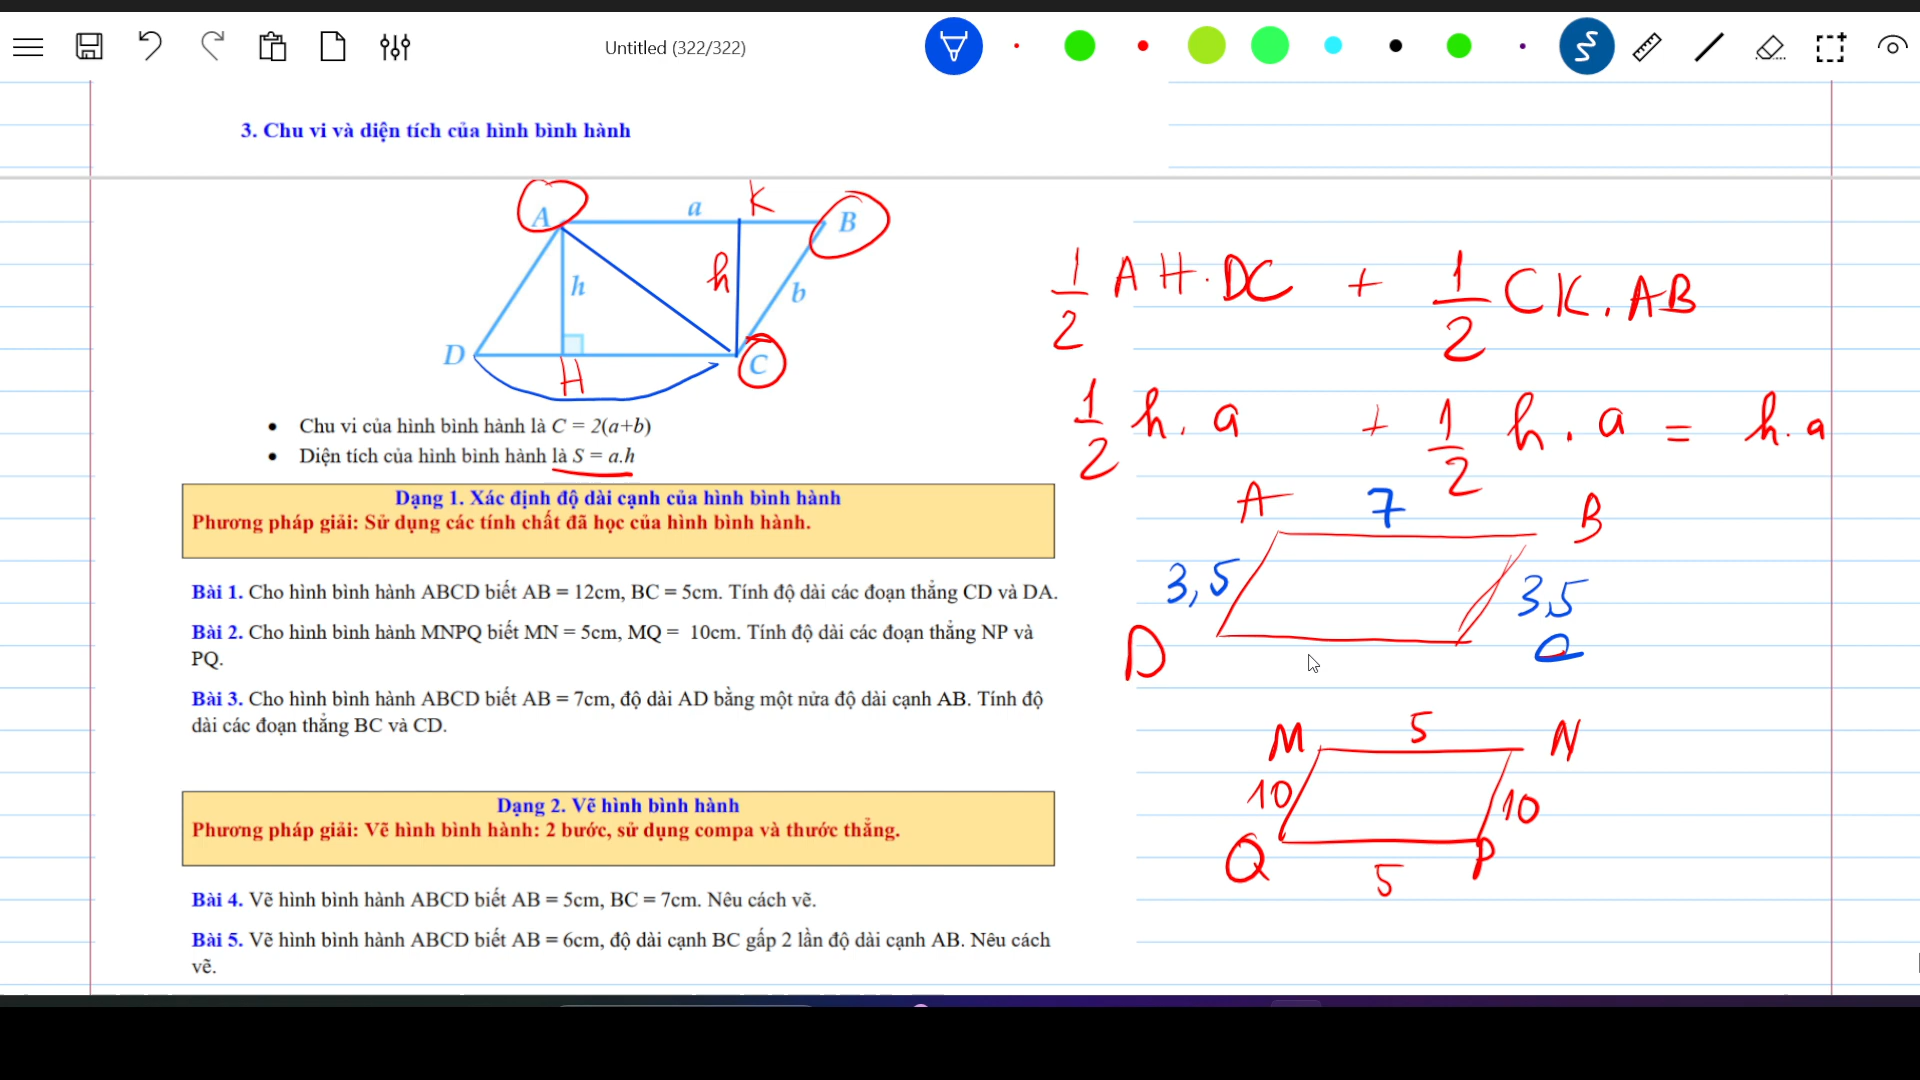 Untitled (322/322)
3. Chu vi và diện tích của hình bình hành
A a K B
h h b
D H C
• Chu vi của hình bình hành là C = 2(a+b)
• Diện tích của hình bình hành là S = a.h
Dạng 1. Xác định độ dài cạnh của hình bình hành
Phương pháp giải: Sử dụng các tính chất đã học của hình bình hành.
Bài 1. Cho hình bình hành ABCD biết AB = 12cm, BC = 5cm. Tính độ dài các đoạn thẳng CD và DA.
Bài 2. Cho hình bình hành MNPQ biết MN = 5cm, MQ = 10cm. Tính độ dài các đoạn thẳng NP và
PQ.
Bài 3. Cho hình bình hành ABCD biết AB = 7cm, độ dài AD bằng một nửa độ dài cạnh AB. Tính độ
dài các đoạn thẳng BC và CD.
Dạng 2. Vẽ hình bình hành
Phương pháp giải: Vẽ hình bình hành: 2 bước, sử dụng compa và thước thẳng.
Bài 4. Vẽ hình bình hành ABCD biết AB = 5cm, BC = 7cm. Nêu cách vẽ.
Bài 5. Vẽ hình bình hành ABCD biết AB = 6cm, độ dài cạnh BC gấp 2 lần độ dài cạnh AB. Nêu cách
vẽ.
1/2 AH.DC + 1/2 CK.AB
1/2 h.a + 1/2 h.a = h.a
A 7 B
3,5 3,5
D
M 5 N
10 10
Q 5 P